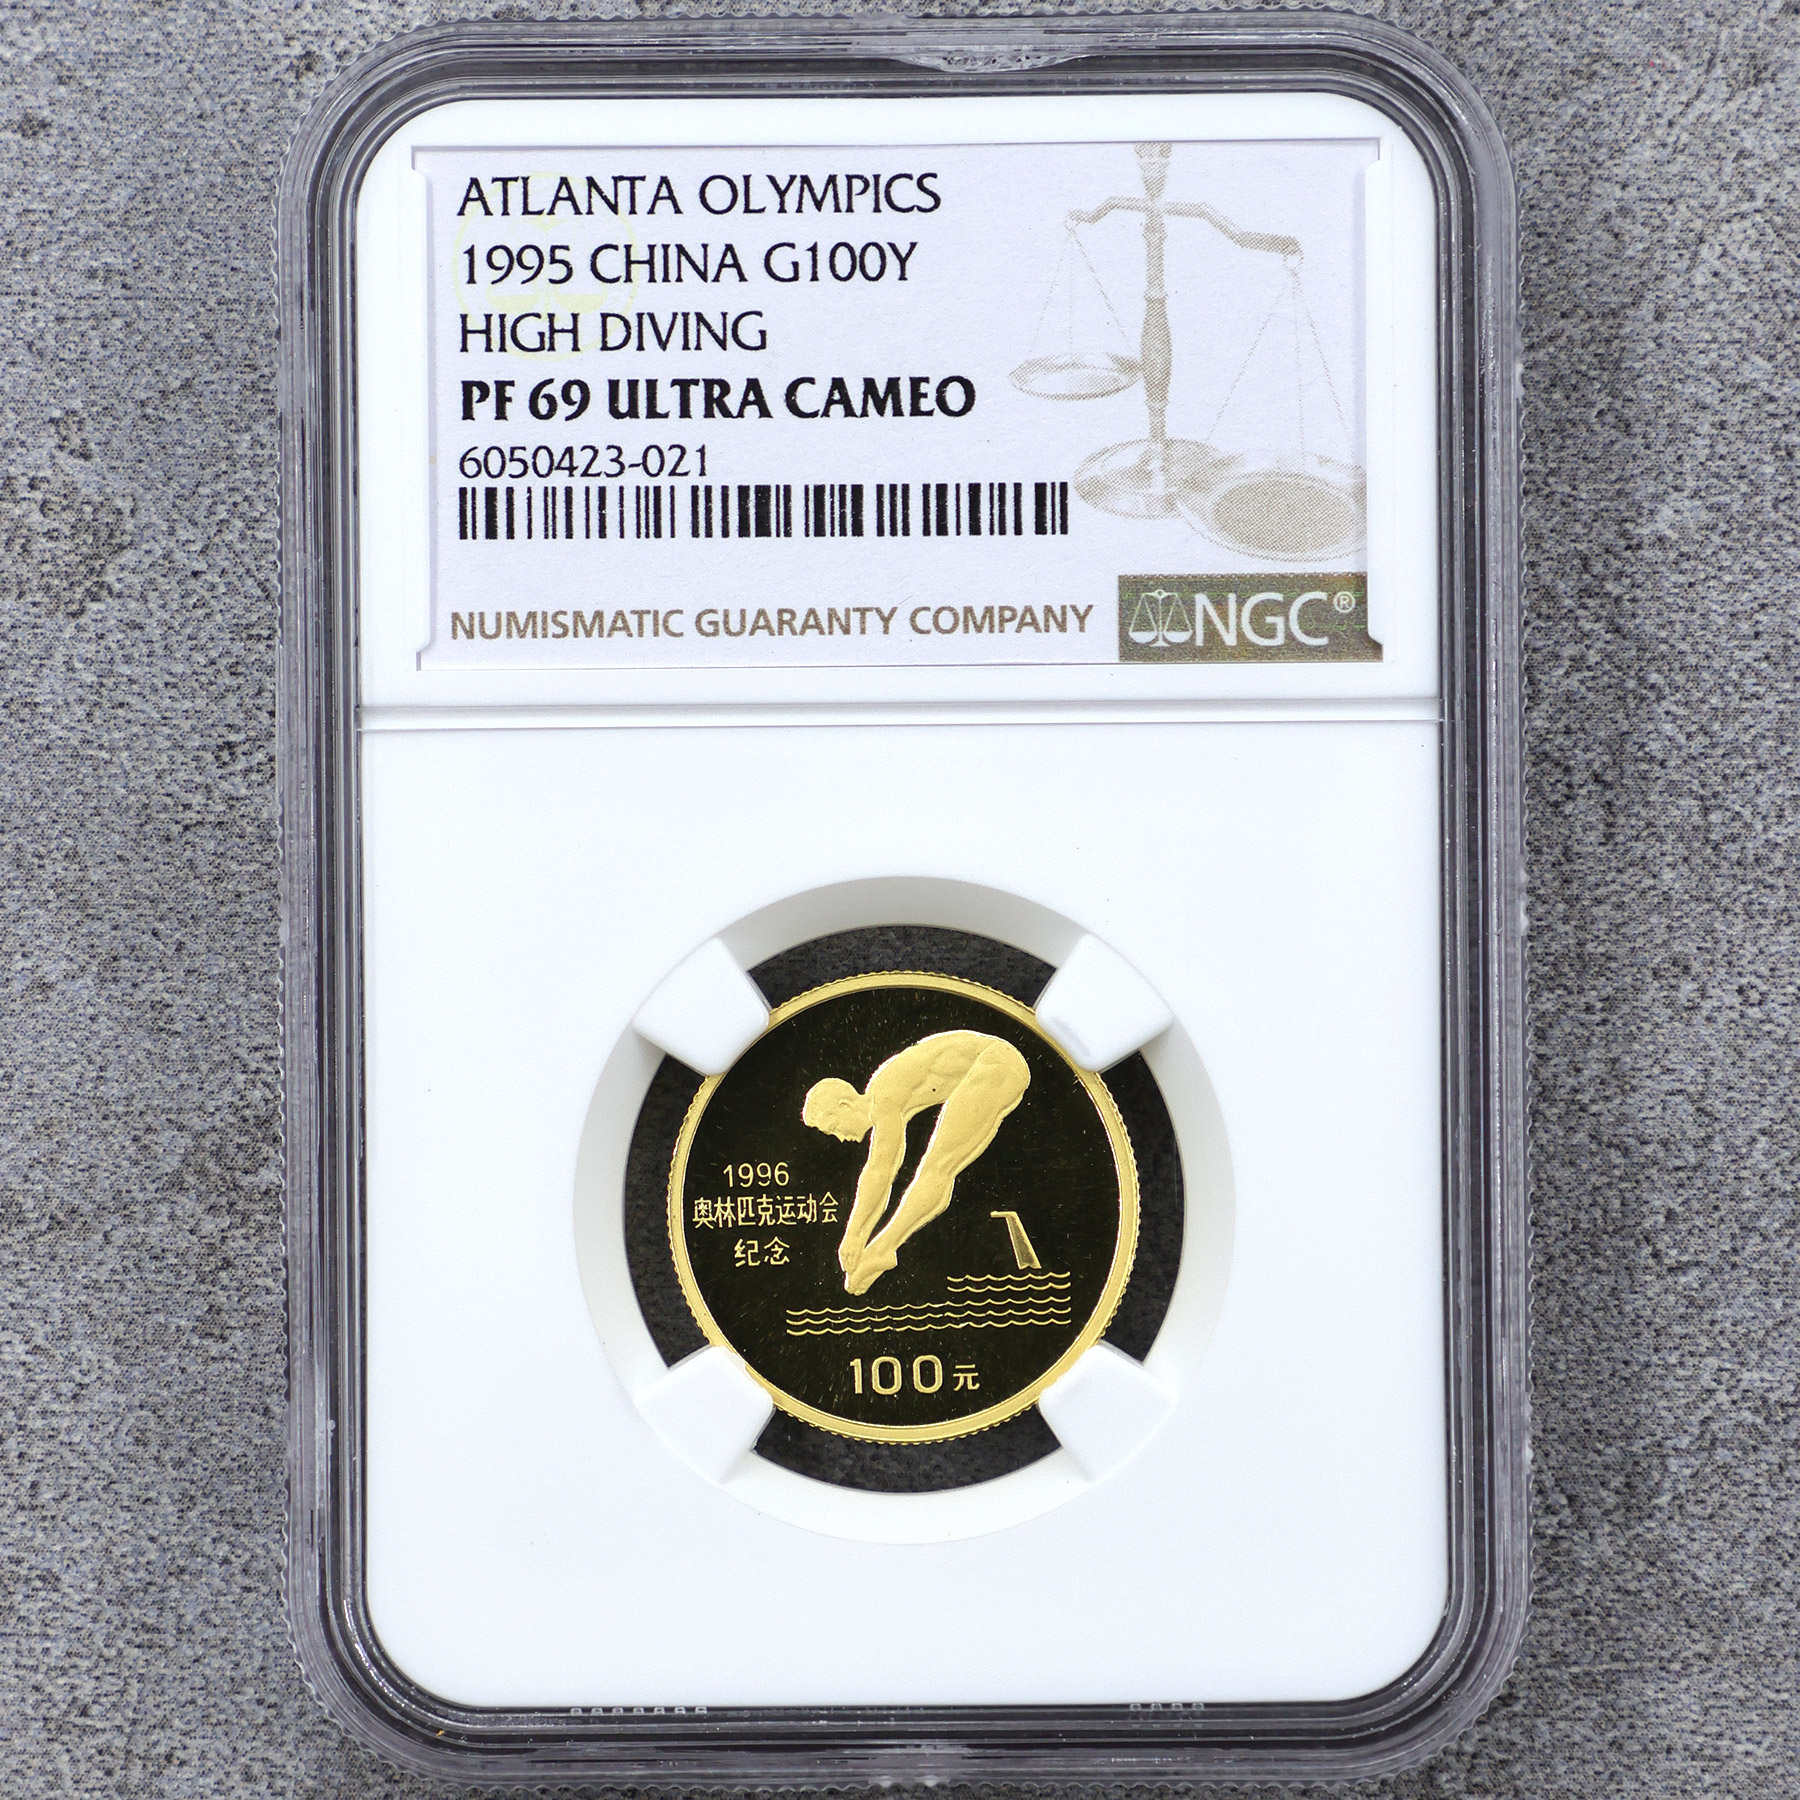 ATLANTA OLYMPICS
1995 CHINA G100Y
HIGH DIVING
PF 69 ULTRA CAMEO
6050423-021
NUMISMATIC GUARANTY COMPANY
NGC®
1996
奥林匹克运动会
纪念
100元